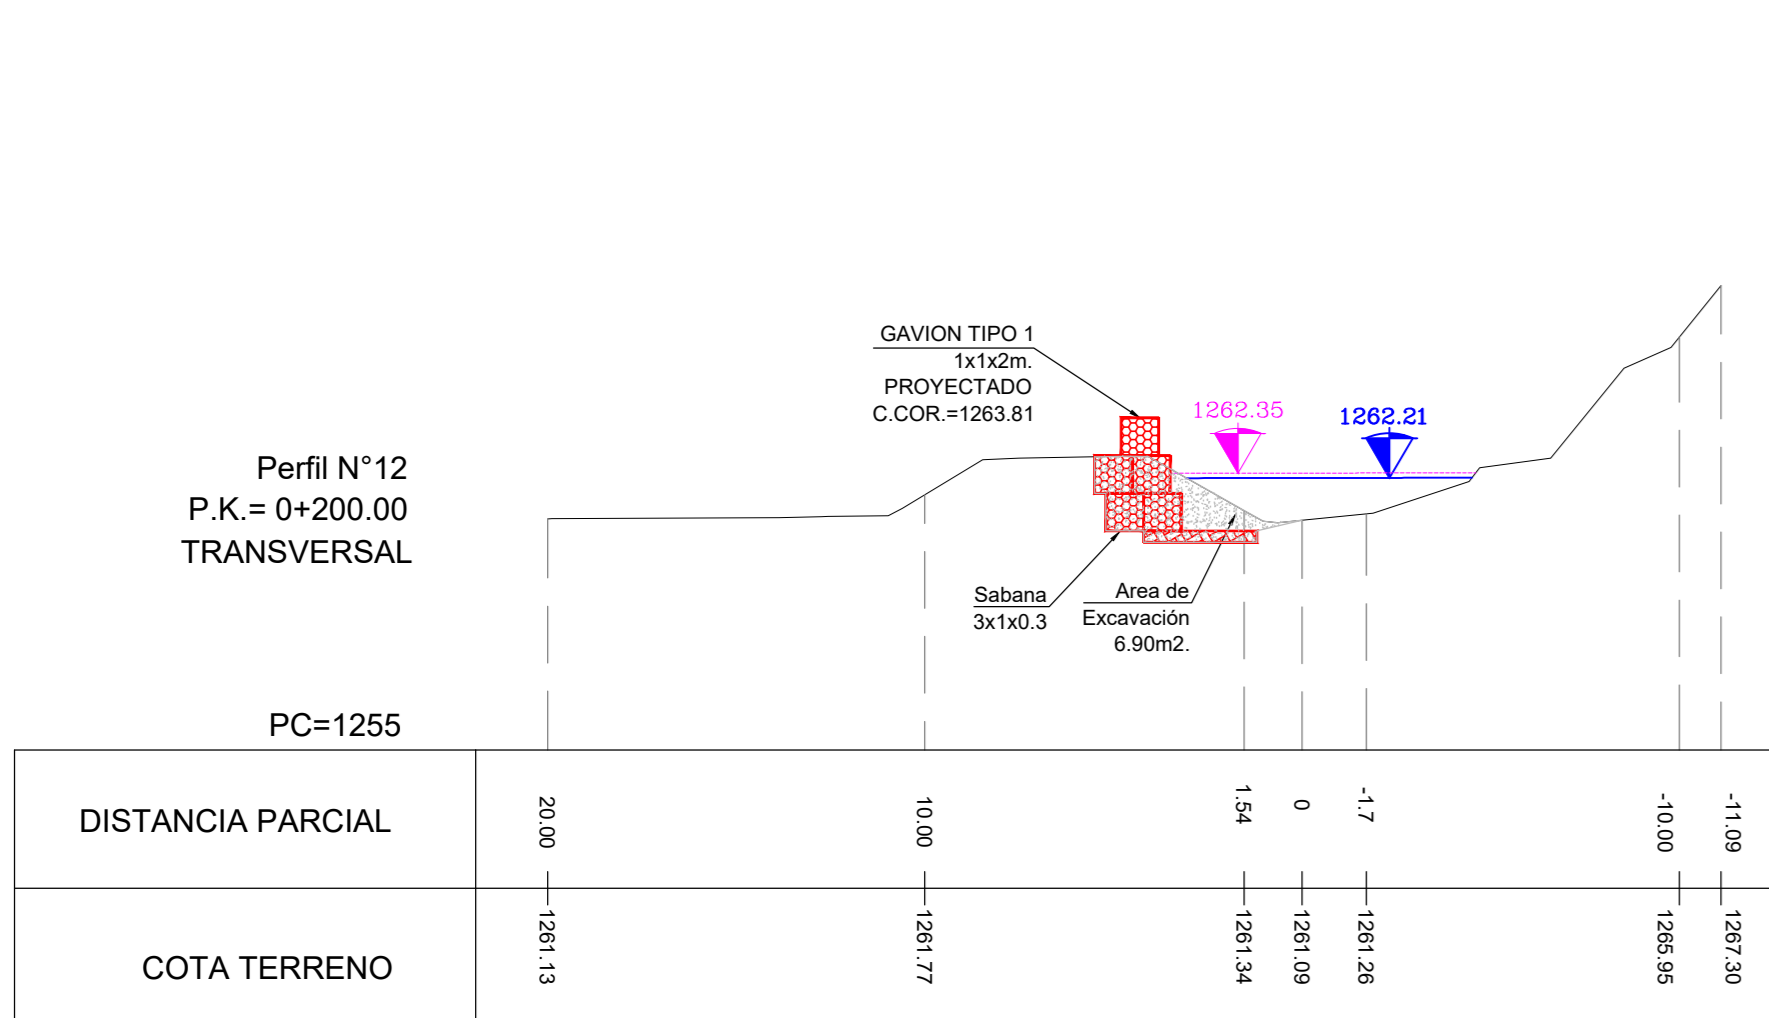 GAVION TIPO 1
1x1x2m.
PROYECTADO
C.COR.=1263.81
1262.35
1262.21
Perfil N°12
P.K.= 0+200.00
TRANSVERSAL
Sabana
3x1x0.3
Area de
Excavación
6.90m2.
PC=1255
DISTANCIA PARCIAL
20.00
10.00
1.54
0
-1.7
-10.00
-11.09
COTA TERRENO
1261.13
1261.77
1261.34
1261.09
1261.26
1265.95
1267.30